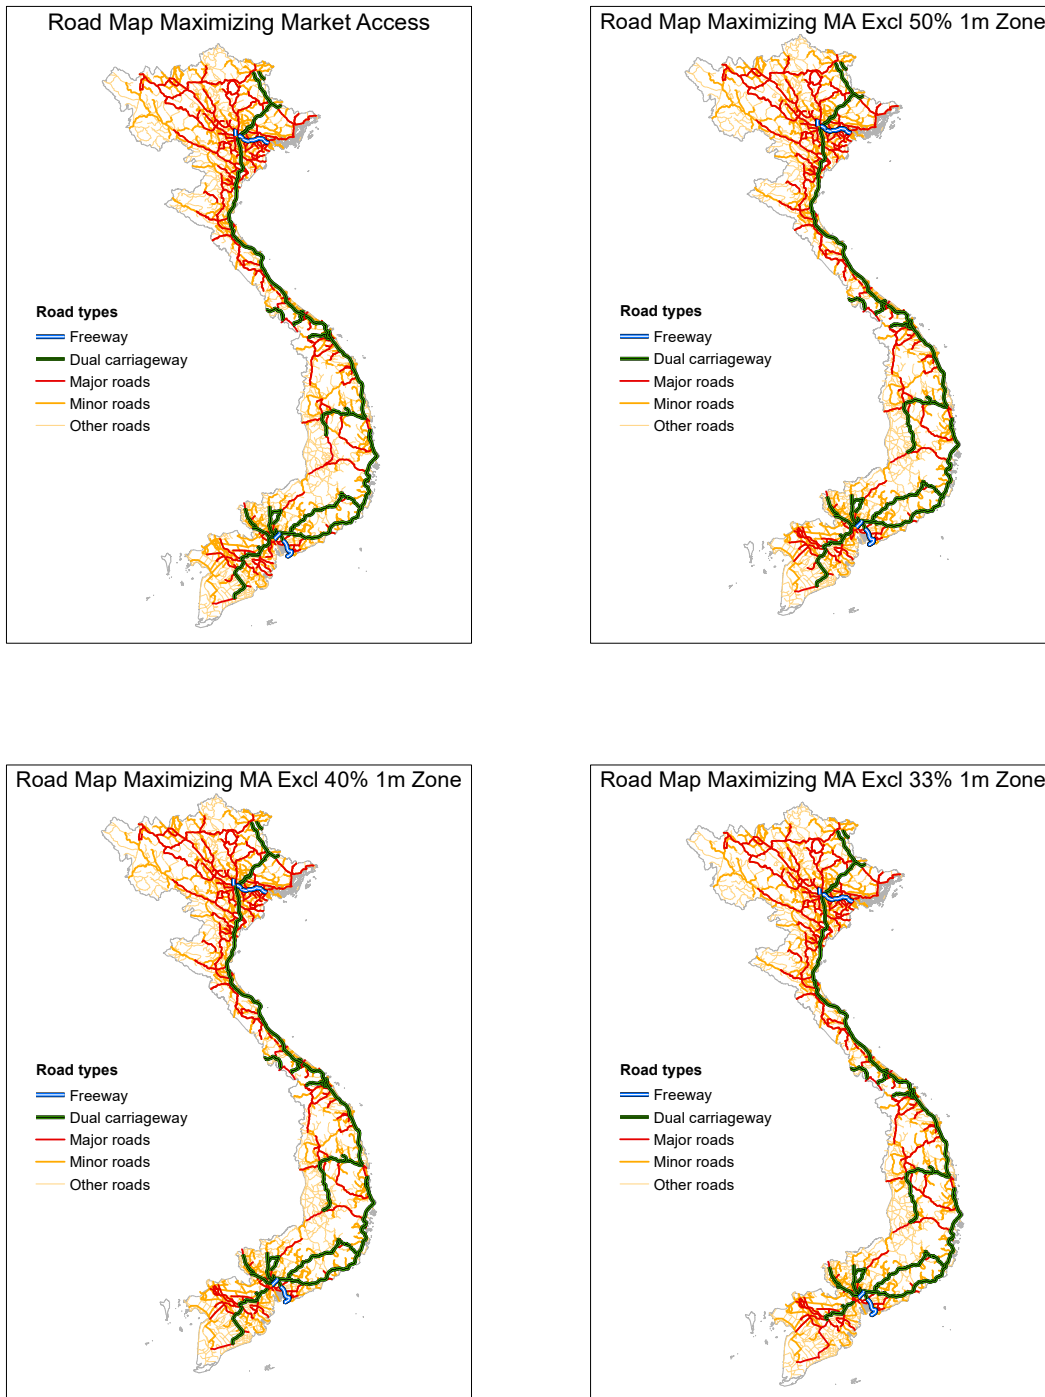 Road Map Maximizing Market Access
Road types
Freeway
Dual carriageway
Major roads
Minor roads
Other roads
Road Map Maximizing MA Excl 50% 1m Zone
Road types
Freeway
Dual carriageway
Major roads
Minor roads
Other roads
Road Map Maximizing MA Excl 40% 1m Zone
Road types
Freeway
Dual carriageway
Major roads
Minor roads
Other roads
Road Map Maximizing MA Excl 33% 1m Zone
Road types
Freeway
Dual carriageway
Major roads
Minor roads
Other roads